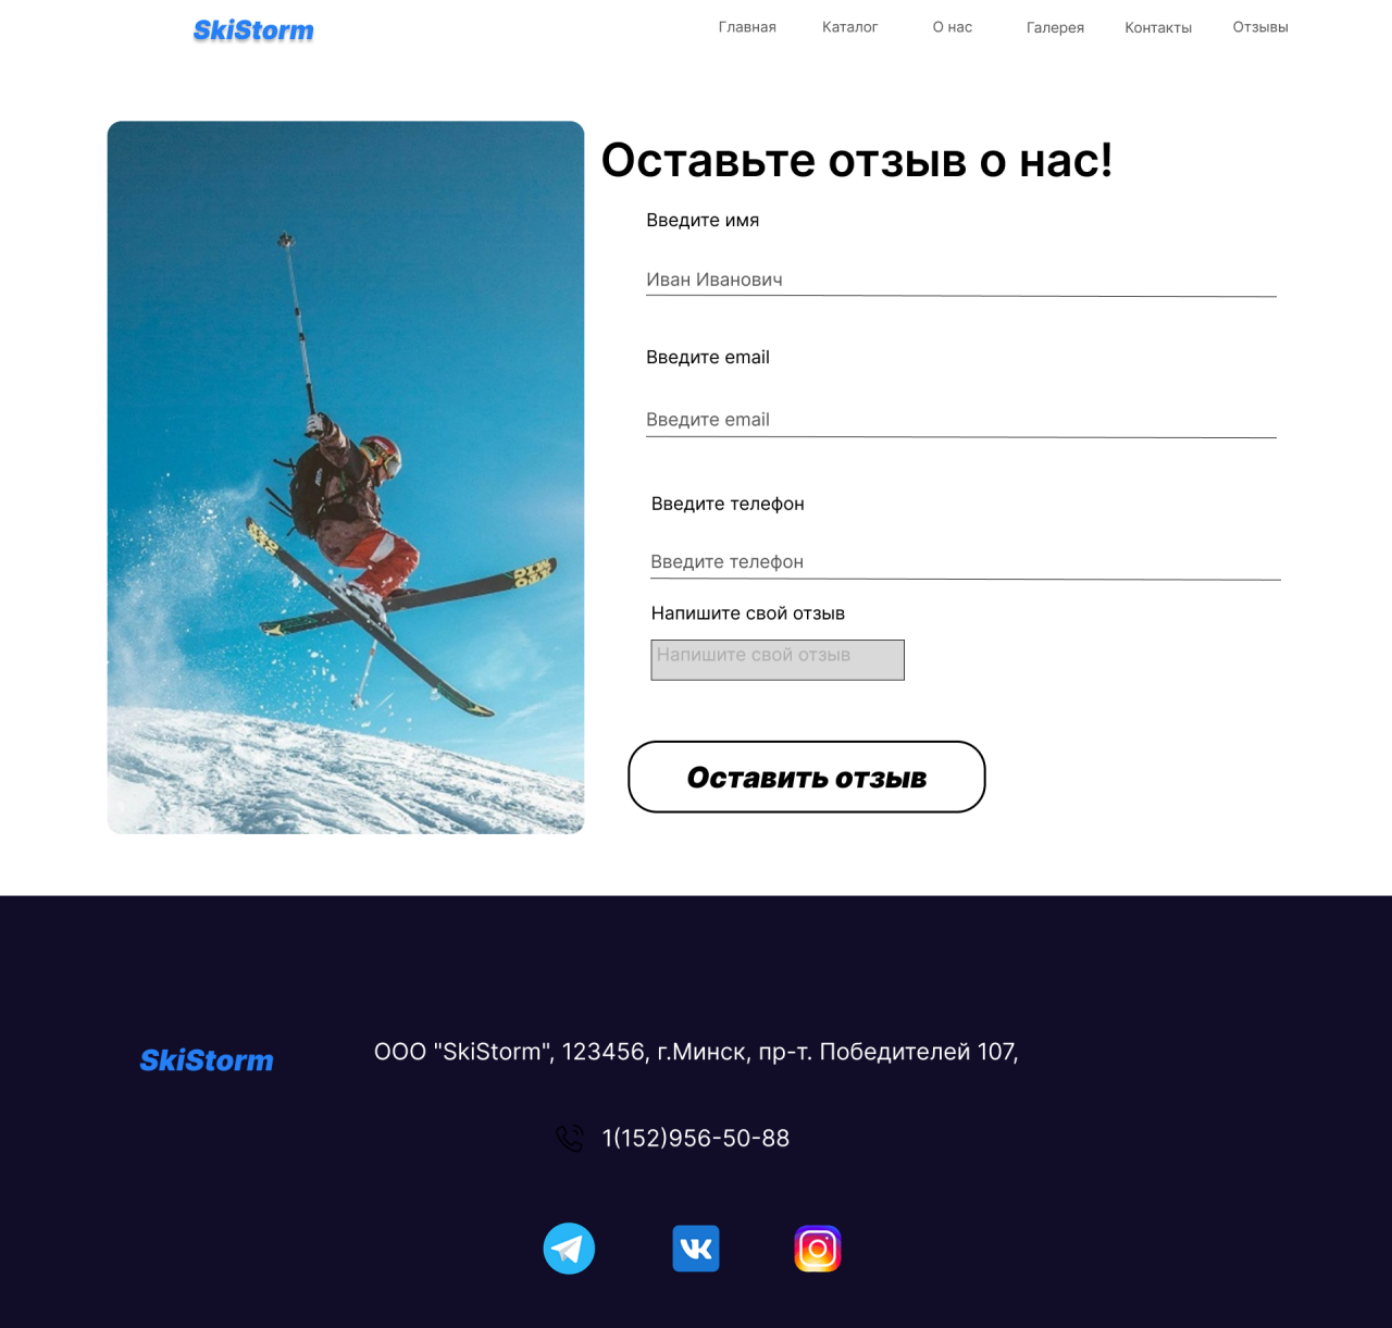 SkiStorm
Главная Каталог О нас Галерея Контакты Отзывы
Оставьте отзыв о нас!
Введите имя
Иван Иванович
Введите email
Введите email
Введите телефон
Введите телефон
Напишите свой отзыв
Напишите свой отзыв
Оставить отзыв
SkiStorm
ООО "SkiStorm", 123456, г.Минск, пр-т. Победителей 107,
1(152)956-50-88